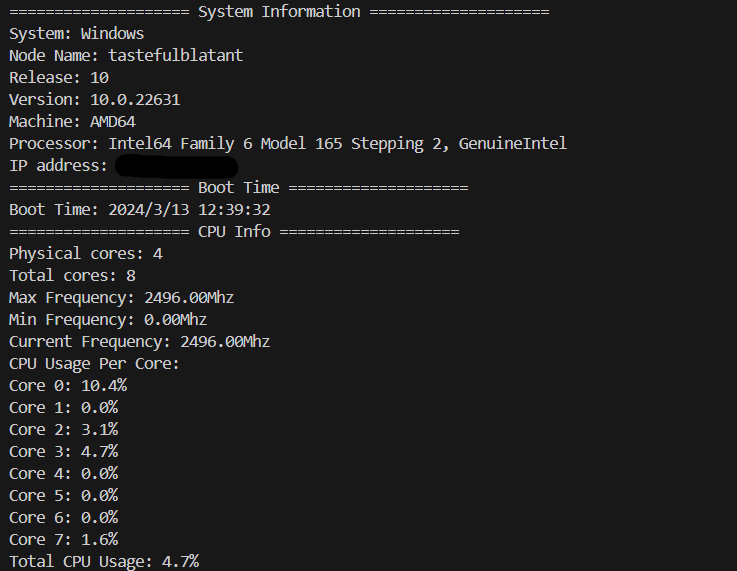 ==================== System Information ====================
System: Windows
Node Name: tastefulblatant
Release: 10
Version: 10.0.22631
Machine: AMD64
Processor: Intel64 Family 6 Model 165 Stepping 2, GenuineIntel
IP address:
==================== Boot Time ====================
Boot Time: 2024/3/13 12:39:32
==================== CPU Info ====================
Physical cores: 4
Total cores: 8
Max Frequency: 2496.00Mhz
Min Frequency: 0.00Mhz
Current Frequency: 2496.00Mhz
CPU Usage Per Core:
Core 0: 10.4%
Core 1: 0.0%
Core 2: 3.1%
Core 3: 4.7%
Core 4: 0.0%
Core 5: 0.0%
Core 6: 0.0%
Core 7: 1.6%
Total CPU Usage: 4.7%